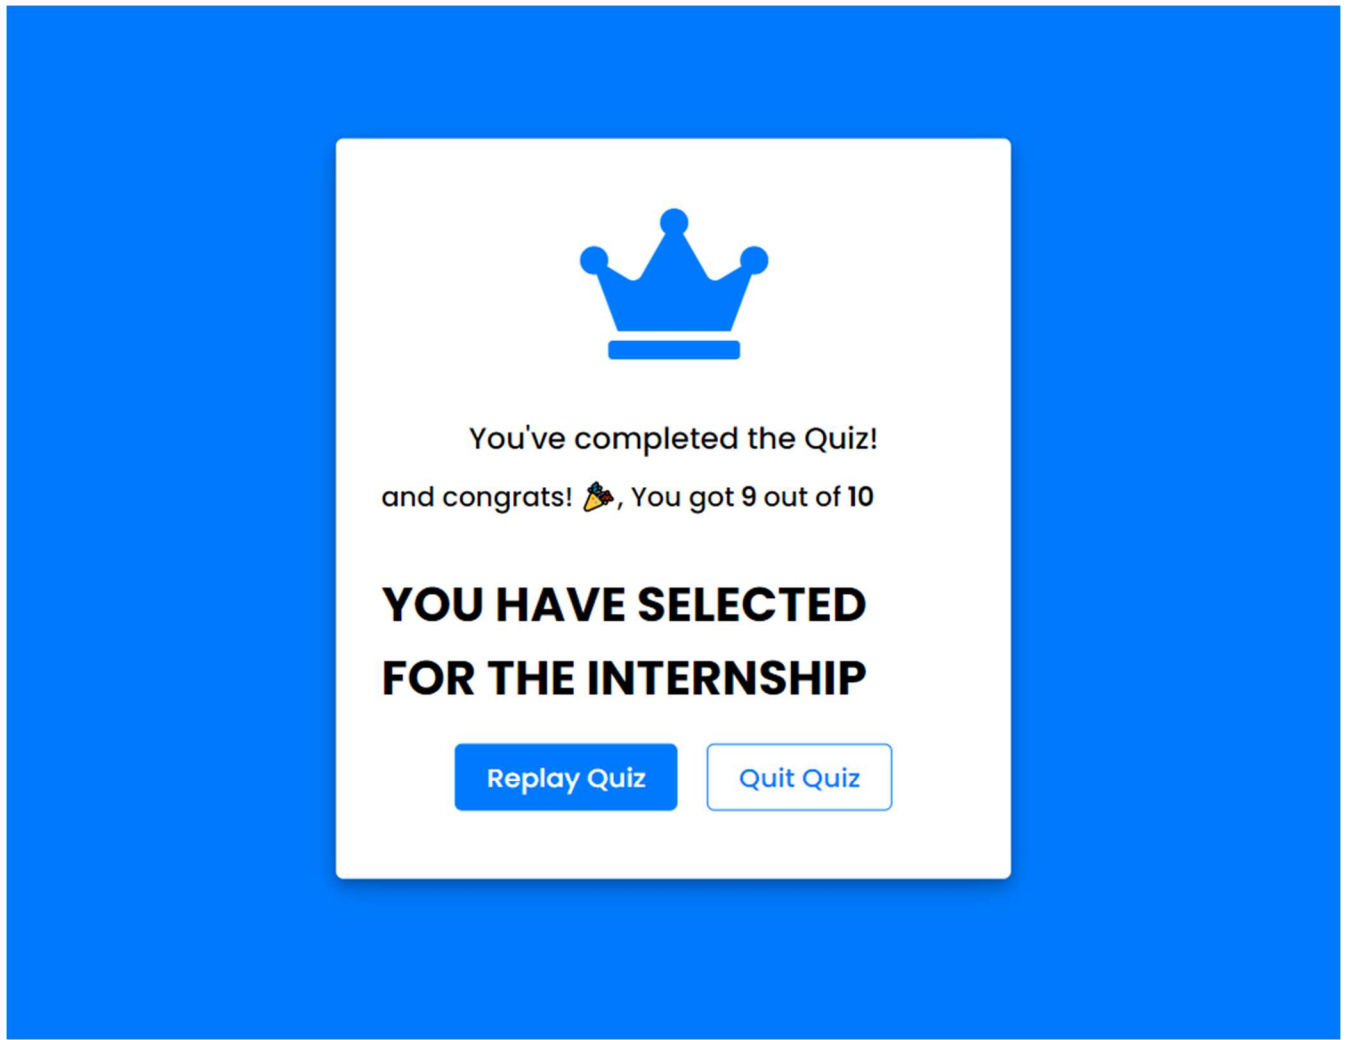 You've completed the Quiz!
and congrats! 🎉, You got 9 out of 10
YOU HAVE SELECTED
FOR THE INTERNSHIP
Replay Quiz
Quit Quiz